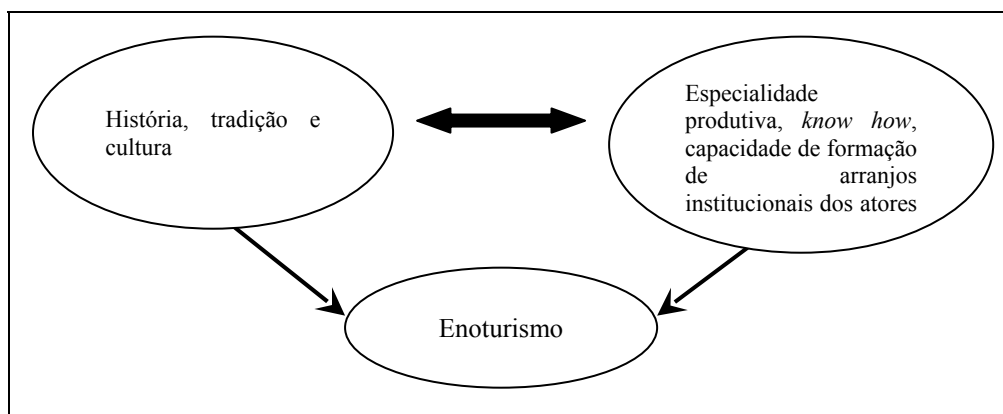 História, tradição e
cultura
Especialidade
produtiva, know how,
capacidade de formação
de arranjos
institucionais dos atores
Enoturismo